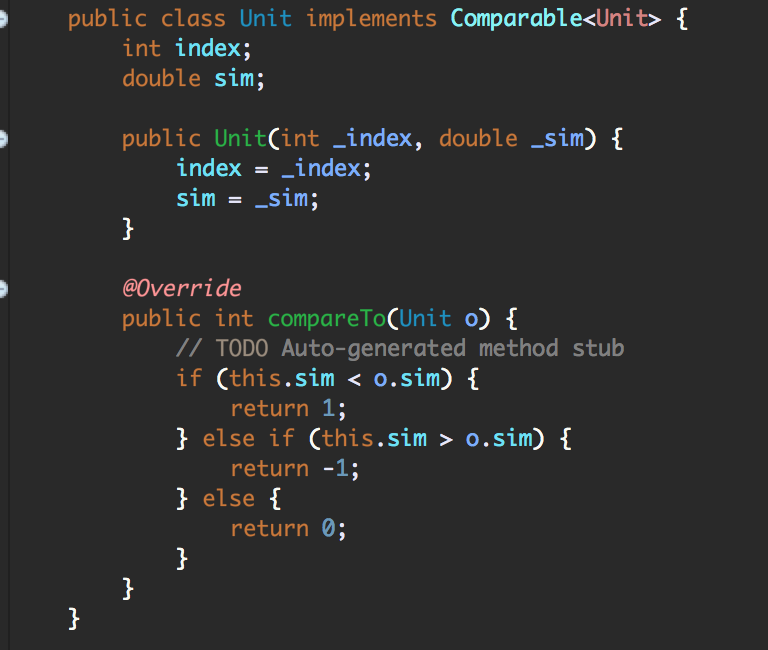 public class Unit implements Comparable<Unit> {
    int index;
    double sim;
    public Unit(int _index, double _sim) {
        index = _index;
        sim = _sim;
    }
    @Override
    public int compareTo(Unit o) {
        // TODO Auto-generated method stub
        if (this.sim < o.sim) {
            return 1;
        } else if (this.sim > o.sim) {
            return -1;
        } else {
            return 0;
        }
    }
}